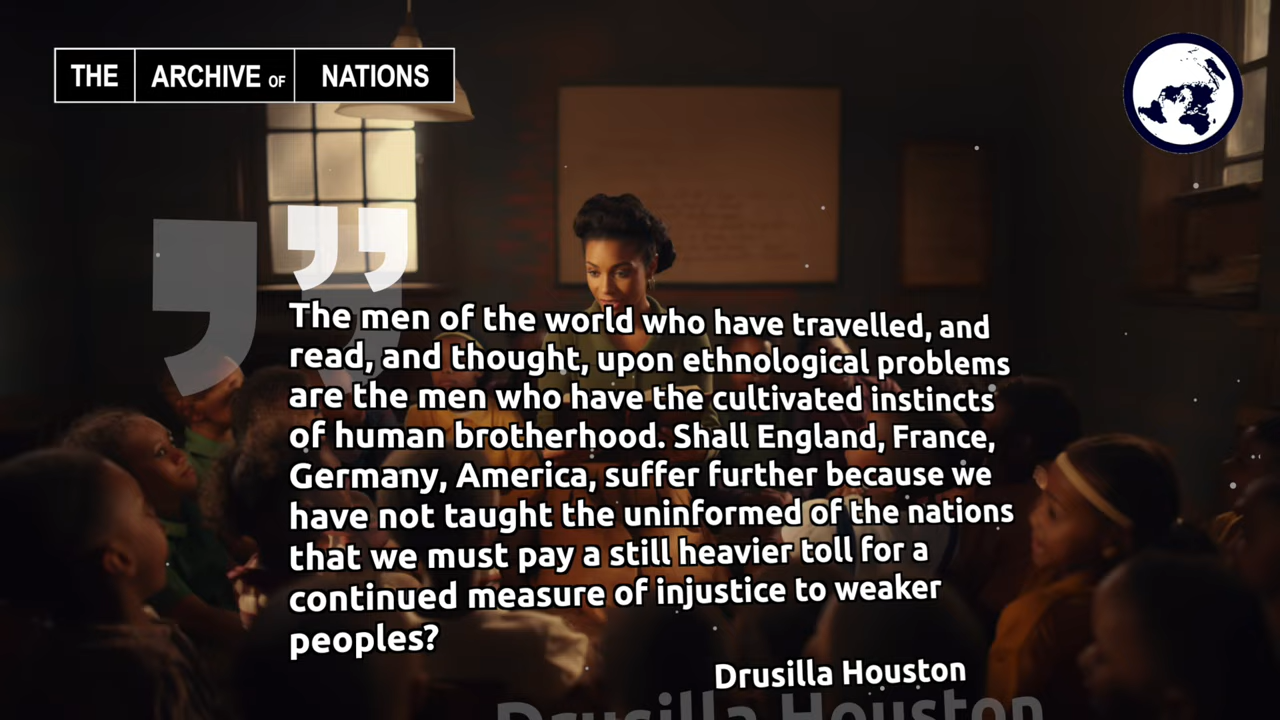 THE ARCHIVE OF NATIONS
The men of the world who have travelled, and
read, and thought, upon ethnological problems
are the men who have the cultivated instincts
of human brotherhood. Shall England, France,
Germany, America, suffer further because we
have not taught the uninformed of the nations
that we must pay a still heavier toll for a
continued measure of injustice to weaker
peoples?
Drusilla Houston
Drusilla Houston